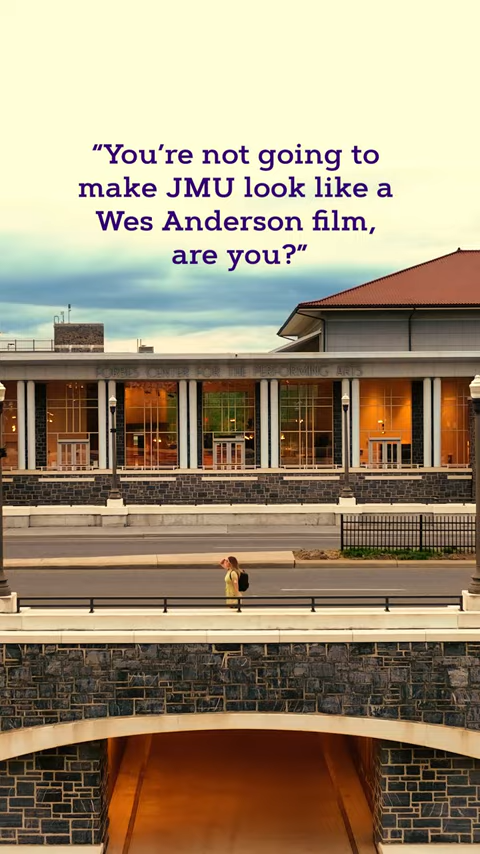 “You’re not going to
make JMU look like a
Wes Anderson film,
are you?”
FORBES CENTER FOR THE PERFORMING ARTS